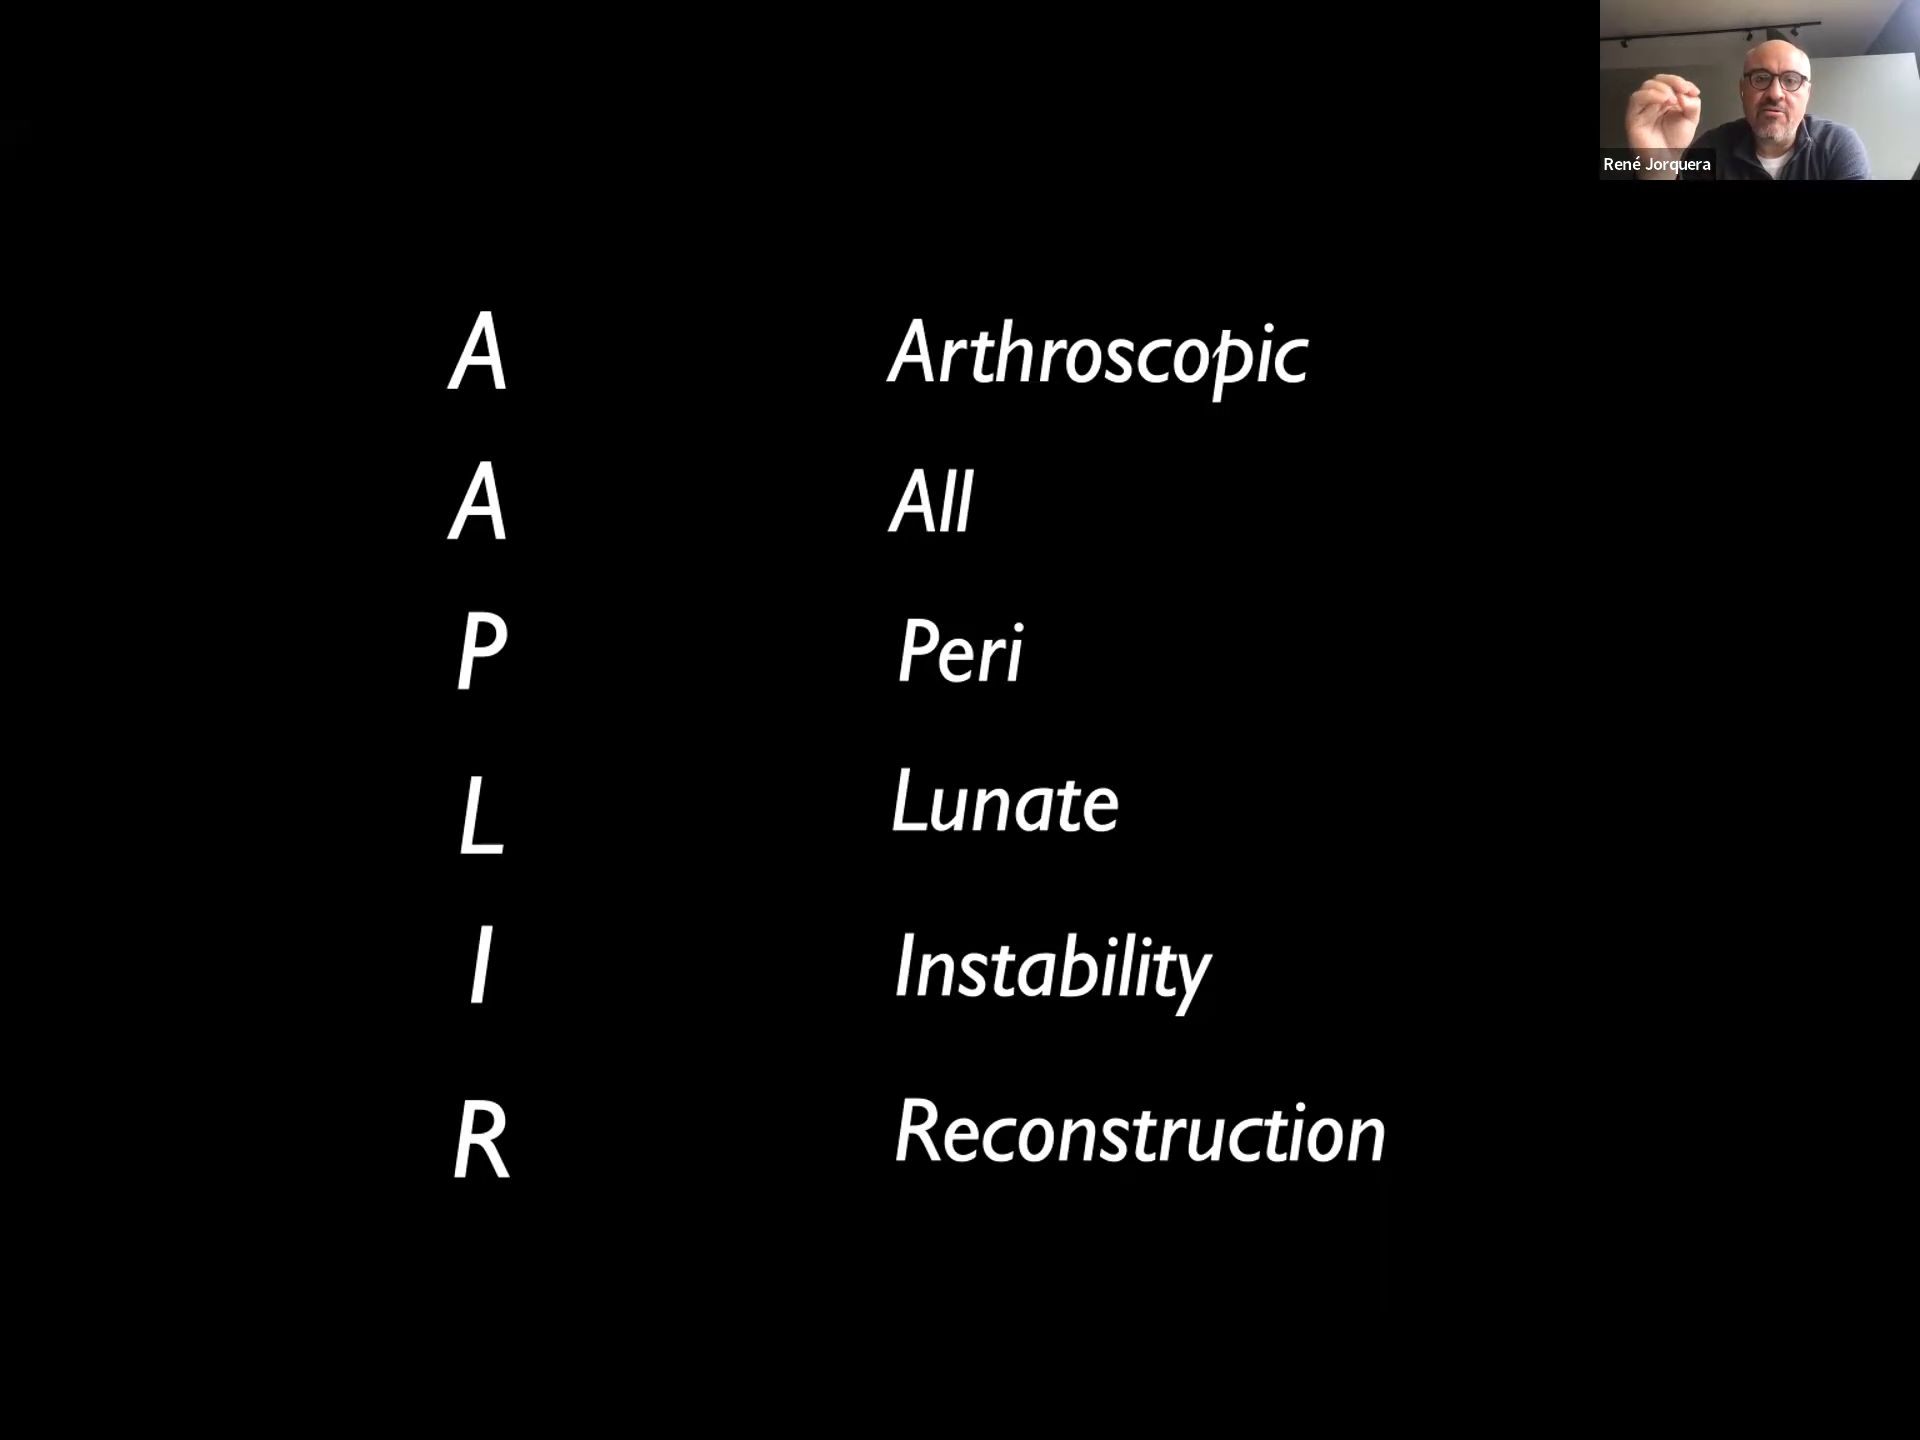 René Jorquera
A Arthroscopic
A All
P Peri
L Lunate
I Instability
R Reconstruction